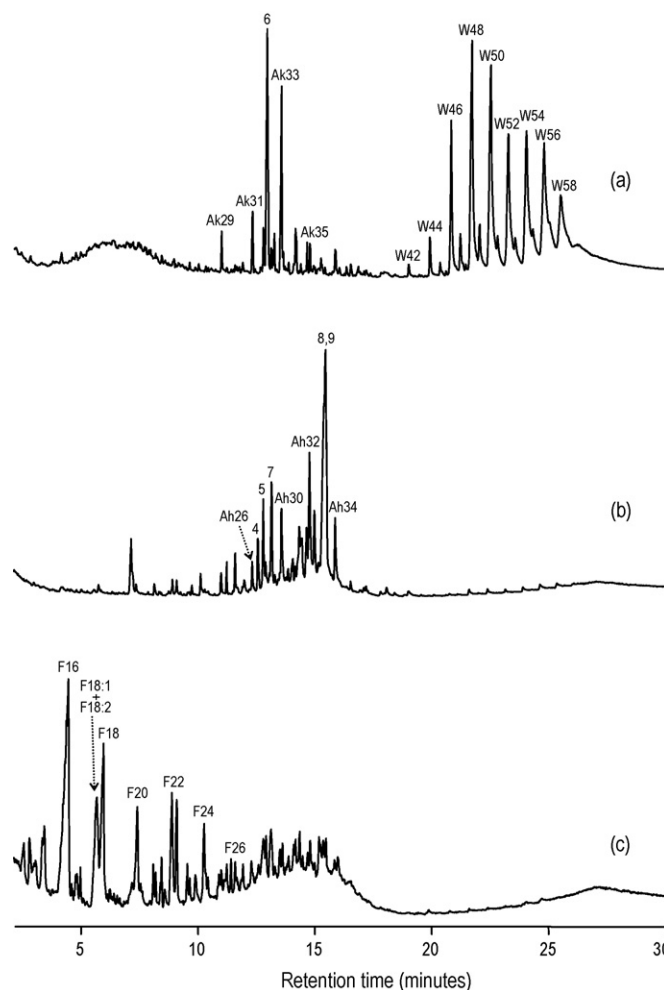 6
Ak33
Ak31
Ak29
Ak35
W48
W50
W46
W52
W54
W56
W58
W44
W42
(a)
8,9
Ah32
7
5
Ah30
Ah26
4
Ah34
(b)
F16
F18:1
+
F18:2
F18
F20
F22
F24
F26
(c)
5
10
15
20
25
30
Retention time (minutes)